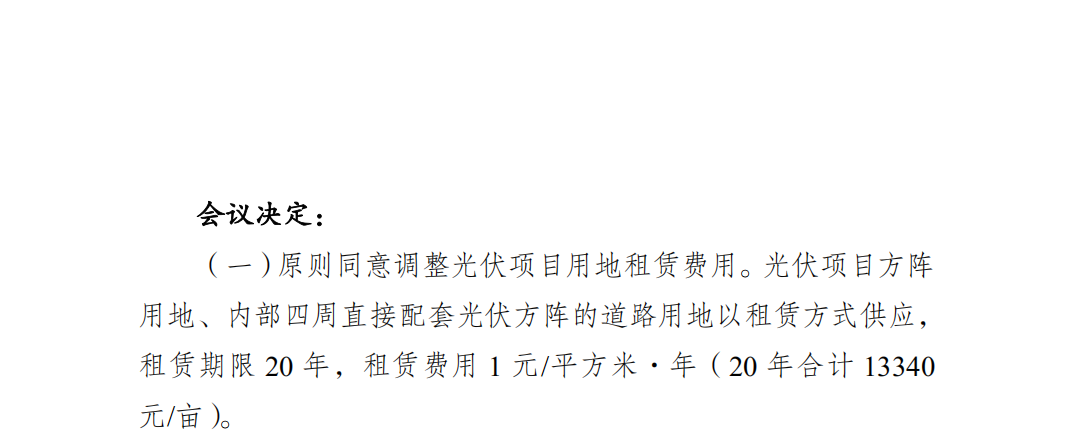 会议决定：
（一）原则同意调整光伏项目用地租赁费用。光伏项目方阵
用地、内部四周直接配套光伏方阵的道路用地以租赁方式供应，
租赁期限 20 年，租赁费用 1 元/平方米·年（20 年合计 13340
元/亩）。